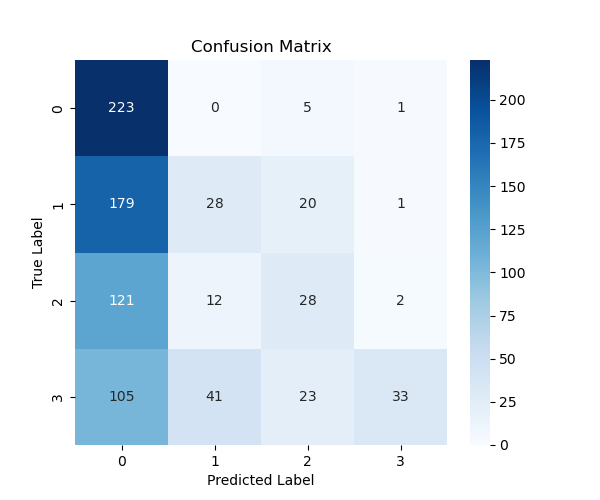 Confusion Matrix
True Label
0 223 0 5 1
1 179 28 20 1
2 121 12 28 2
3 105 41 23 33
0 1 2 3
Predicted Label
200
175
150
125
100
75
50
25
0